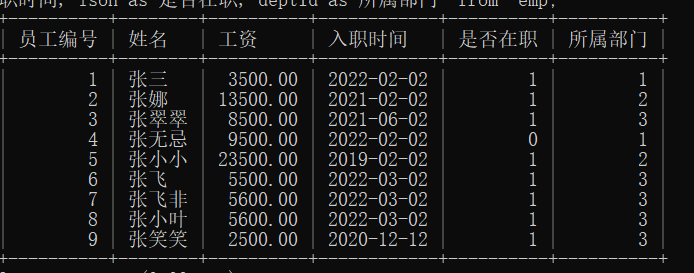 职时间, ison as 是否在职, deptid as 所属部门 from emp;
员工编号 | 姓名 | 工资 | 入职时间 | 是否在职 | 所属部门
1 | 张三 | 3500.00 | 2022-02-02 | 1 | 1
2 | 张娜 | 13500.00 | 2021-02-02 | 1 | 2
3 | 张翠翠 | 8500.00 | 2021-06-02 | 1 | 3
4 | 张无忌 | 9500.00 | 2022-02-02 | 0 | 1
5 | 张小小 | 23500.00 | 2019-02-02 | 1 | 2
6 | 张飞 | 5500.00 | 2022-03-02 | 1 | 3
7 | 张飞非 | 5600.00 | 2022-03-02 | 1 | 3
8 | 张小叶 | 5600.00 | 2022-03-02 | 1 | 3
9 | 张笑笑 | 2500.00 | 2020-12-12 | 1 | 3